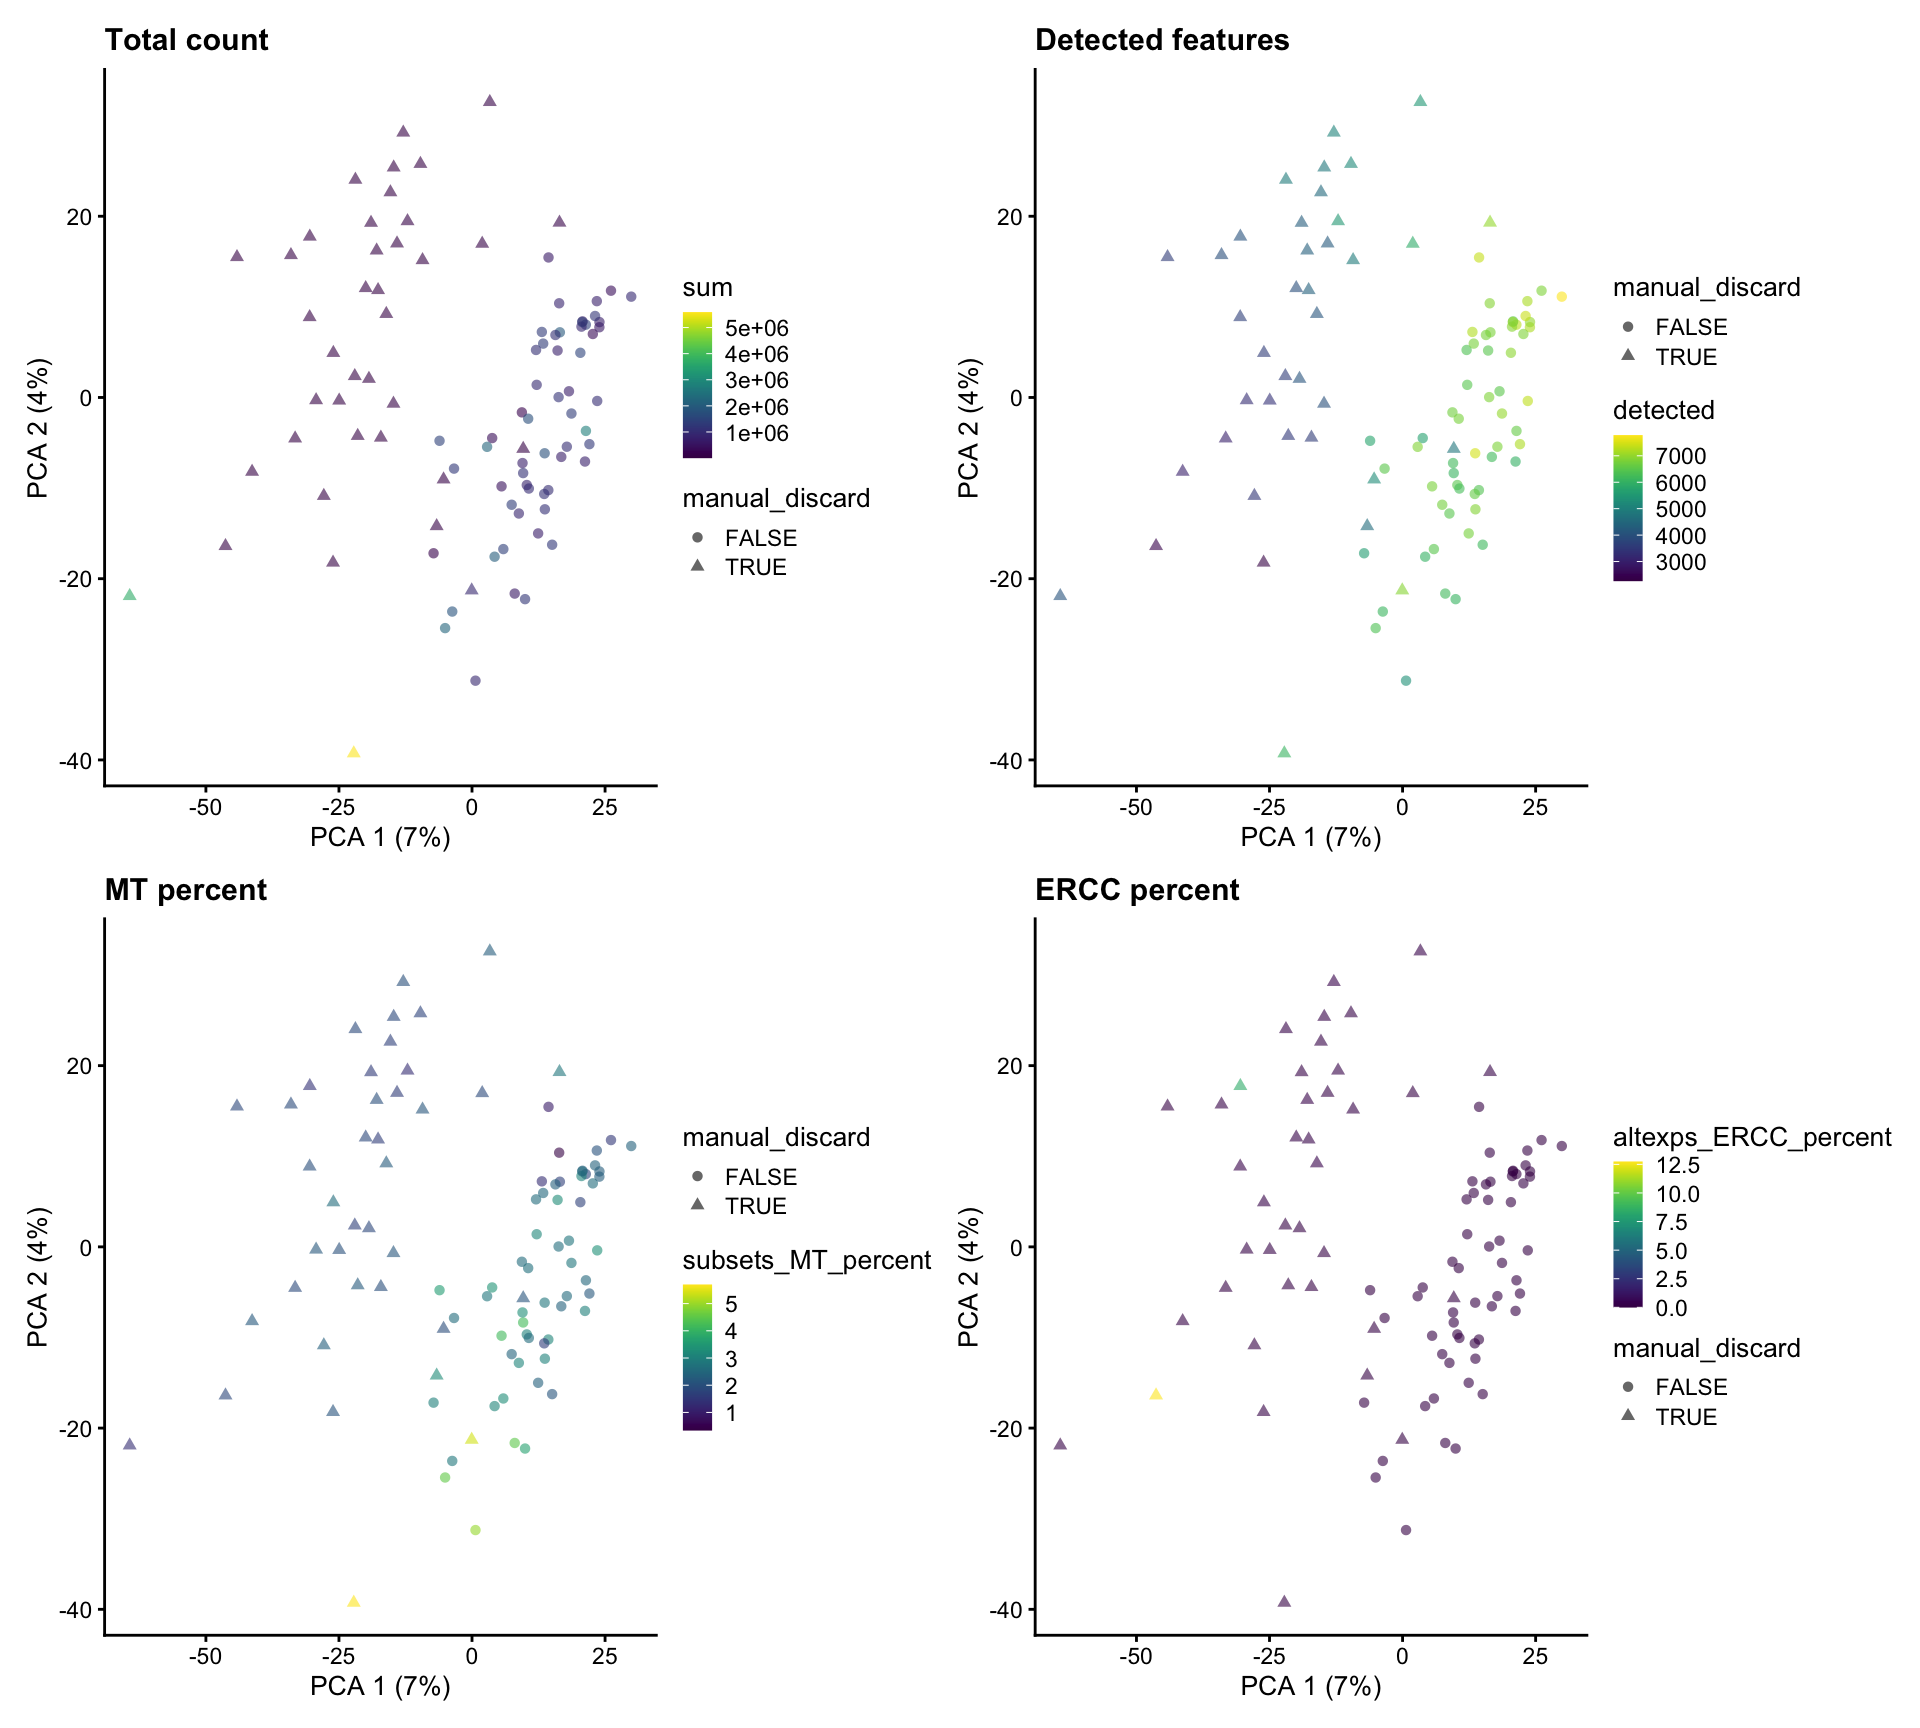 Total count
20
0
-20
-40
PCA 2 (4%)
-50
-25
0
25
PCA 1 (7%)
sum
5e+06
4e+06
3e+06
2e+06
1e+06
manual_discard
FALSE
TRUE
Detected features
20
0
-20
-40
PCA 2 (4%)
-50
-25
0
25
PCA 1 (7%)
manual_discard
FALSE
TRUE
detected
7000
6000
5000
4000
3000
MT percent
20
0
-20
-40
PCA 2 (4%)
-50
-25
0
25
PCA 1 (7%)
manual_discard
FALSE
TRUE
subsets_MT_percent
5
4
3
2
1
ERCC percent
20
0
-20
-40
PCA 2 (4%)
-50
-25
0
25
PCA 1 (7%)
altexps_ERCC_percent
12.5
10.0
7.5
5.0
2.5
0.0
manual_discard
FALSE
TRUE